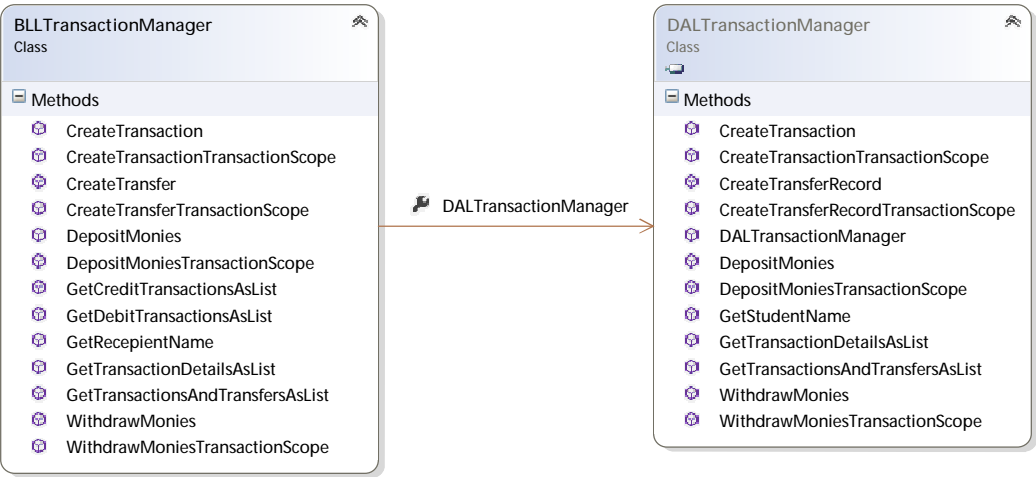 BLLTransactionManager
Class
Methods
CreateTransaction
CreateTransactionTransactionScope
CreateTransfer
CreateTransferTransactionScope
DepositMonies
DepositMoniesTransactionScope
GetCreditTransactionsAsList
GetDebitTransactionsAsList
GetRecepientName
GetTransactionDetailsAsList
GetTransactionsAndTransfersAsList
WithdrawMonies
WithdrawMoniesTransactionScope
DALTransactionManager
DALTransactionManager
Class
Methods
CreateTransaction
CreateTransactionTransactionScope
CreateTransferRecord
CreateTransferRecordTransactionScope
DALTransactionManager
DepositMonies
DepositMoniesTransactionScope
GetStudentName
GetTransactionDetailsAsList
GetTransactionsAndTransfersAsList
WithdrawMonies
WithdrawMoniesTransactionScope